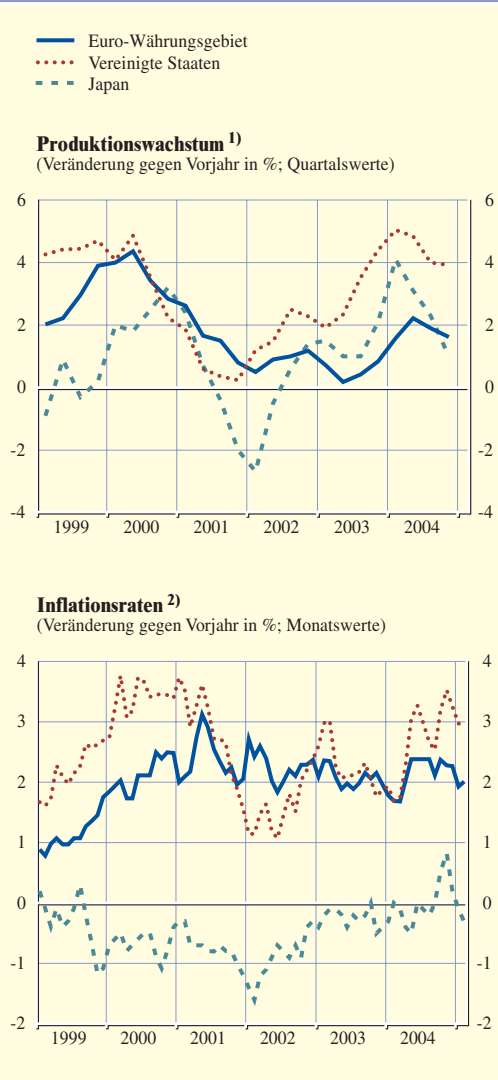 Euro-Währungsgebiet
Vereinigte Staaten
Japan
Produktionswachstum 1)
(Veränderung gegen Vorjahr in %; Quartalswerte)
6 6
4 4
2 2
0 0
-2 -2
-4 -4
1999 2000 2001 2002 2003 2004
Inflationsraten 2)
(Veränderung gegen Vorjahr in %; Monatswerte)
4 4
3 3
2 2
1 1
0 0
-1 -1
-2 -2
1999 2000 2001 2002 2003 2004